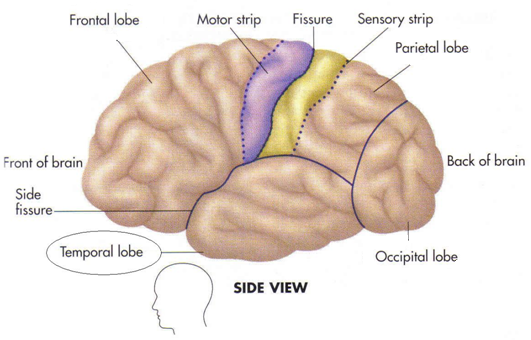 Frontal lobe
Motor strip
Fissure
Sensory strip
Parietal lobe
Front of brain
Back of brain
Side
fissure
Temporal lobe
Occipital lobe
SIDE VIEW